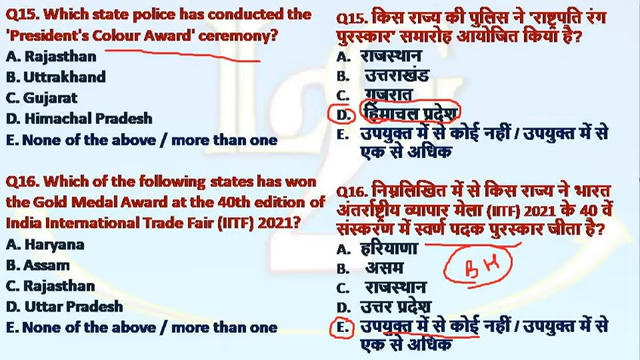 Q15. Which state police has conducted the
'President's Colour Award' ceremony?
A. Rajasthan
B. Uttrakhand
C. Gujarat
D. Himachal Pradesh
E. None of the above / more than one
Q16. Which of the following states has won
the Gold Medal Award at the 40th edition of
India International Trade Fair (IITF) 2021?
A. Haryana
B. Assam
C. Rajasthan
D. Uttar Pradesh
E. None of the above / more than one
Q15. किस राज्य की पुलिस ने 'राष्ट्रपति रंग
पुरस्कार' समारोह आयोजित किया है?
A. राजस्थान
B. उत्तराखंड
C. गुजरात
D. हिमाचल प्रदेश
E. उपयुक्त में से कोई नहीं / उपयुक्त में से
एक से अधिक
Q16. निम्नलिखित में से किस राज्य ने भारत
अंतर्राष्ट्रीय व्यापार मेला (IITF) 2021 के 40 वें
संस्करण में स्वर्ण पदक पुरस्कार जीता है?
A. हरियाणा
B. असम
C. राजस्थान
D. उत्तर प्रदेश
E. उपयुक्त में से कोई नहीं / उपयुक्त में से
एक से अधिक
BH